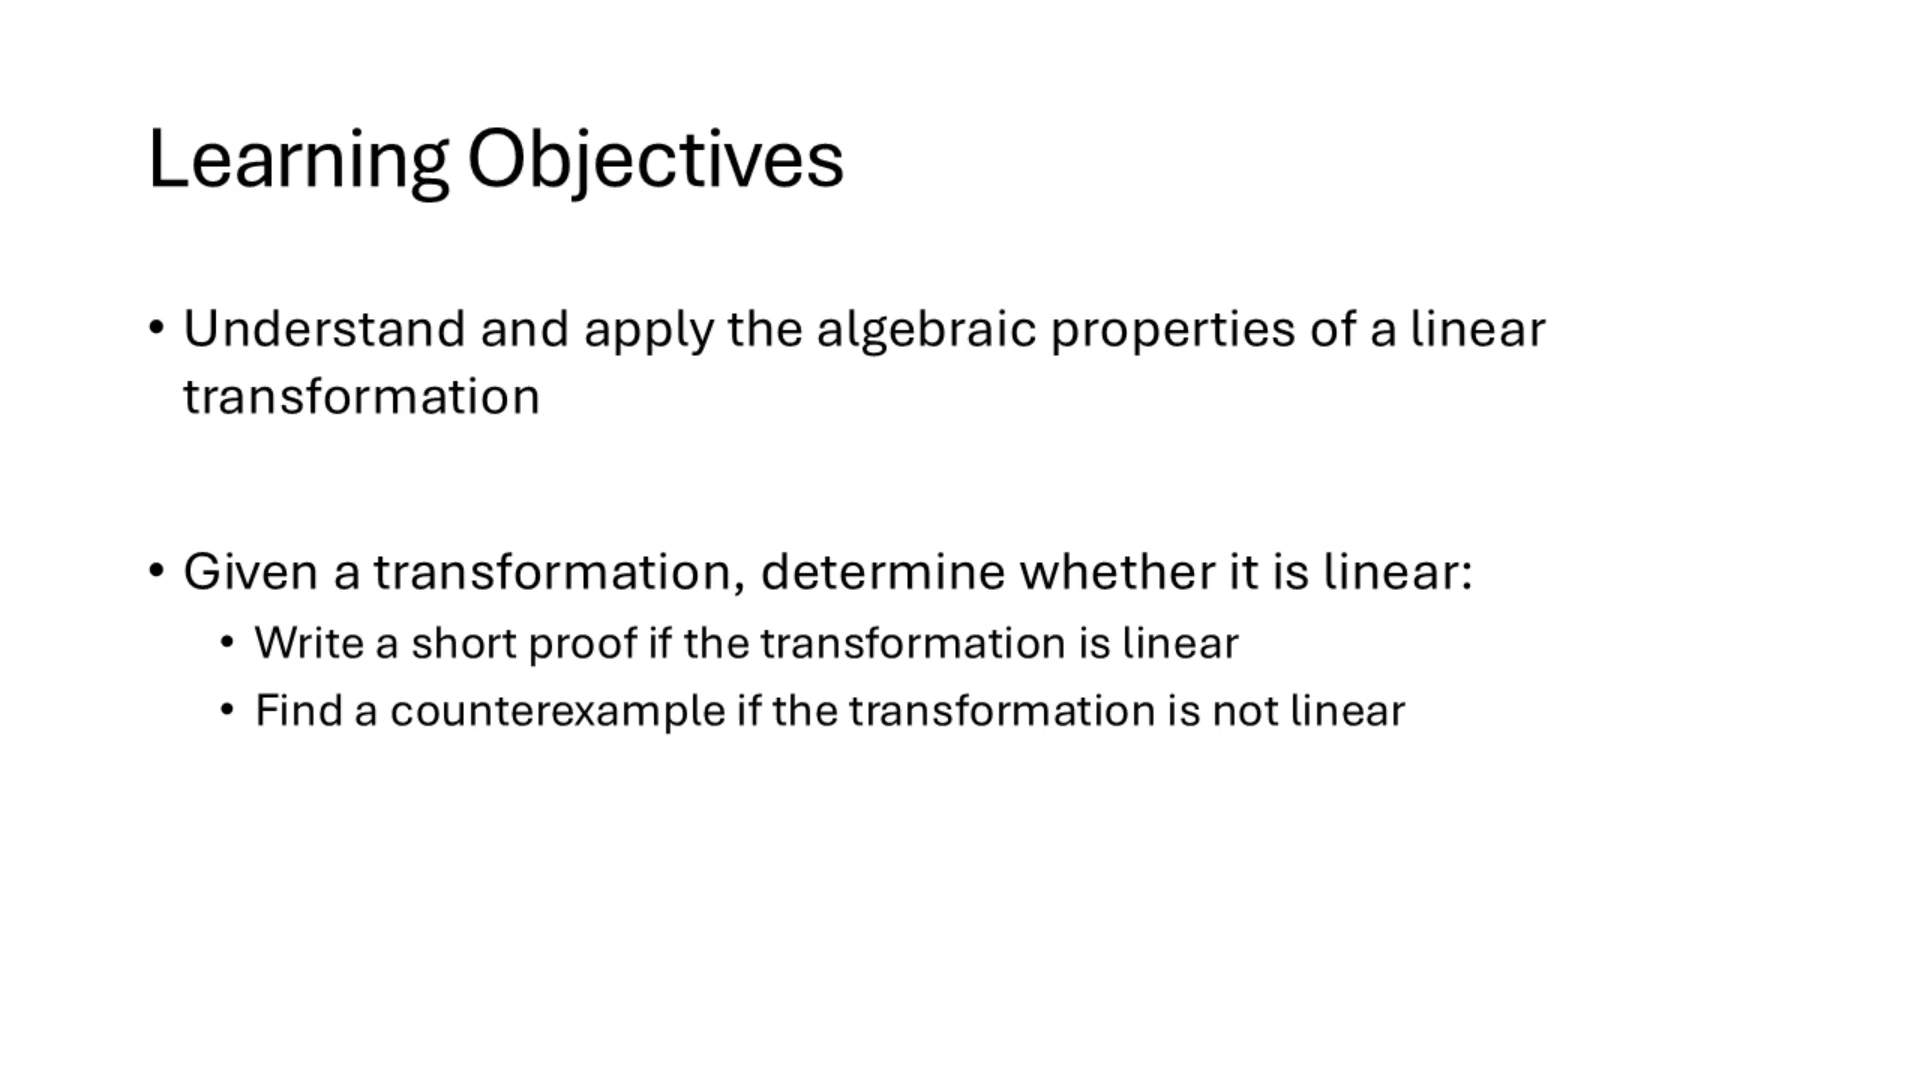 Learning Objectives
• Understand and apply the algebraic properties of a linear
transformation
• Given a transformation, determine whether it is linear:
• Write a short proof if the transformation is linear
• Find a counterexample if the transformation is not linear